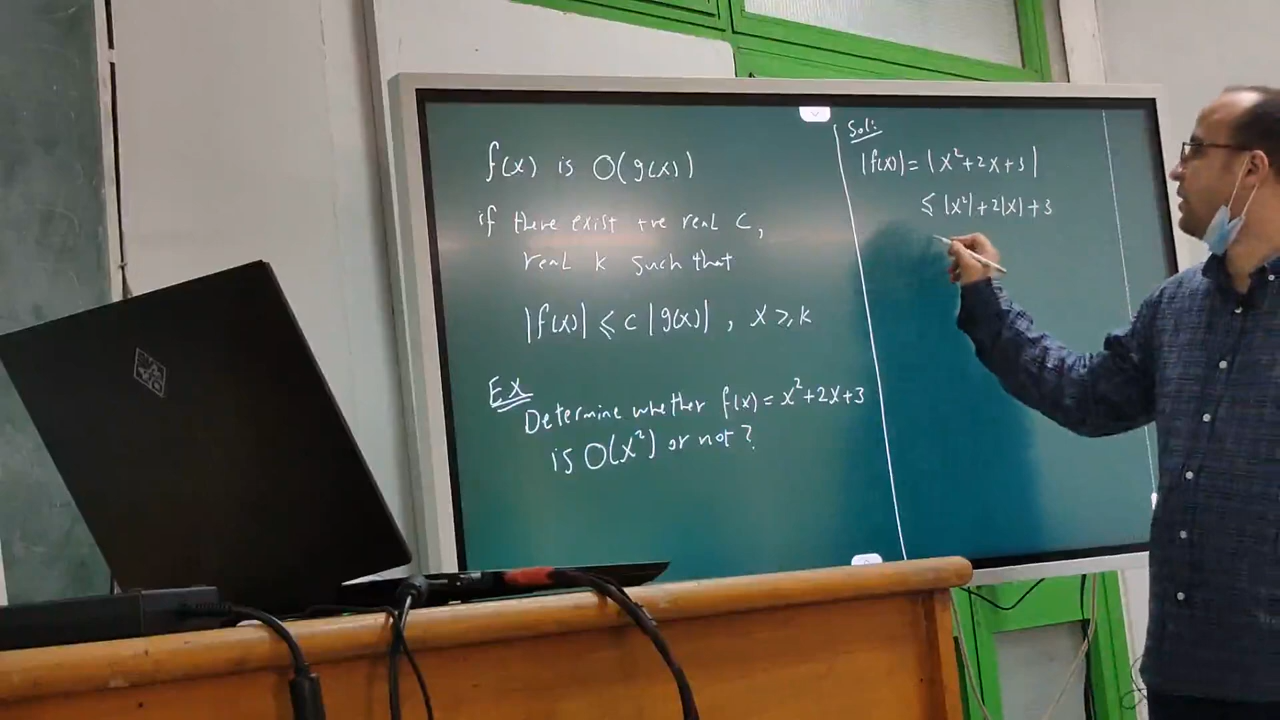 f(x) is O(g(x))
if there exist +ve real c,
real k such that
|f(x)| ⩽ c |g(x)| , x ⩾ k
Ex
Determine whether f(x) = x²+2x+3
is O(x²) or not?
Sol:
|f(x)| = |x²+2x+3|
⩽ |x²|+2|x|+3